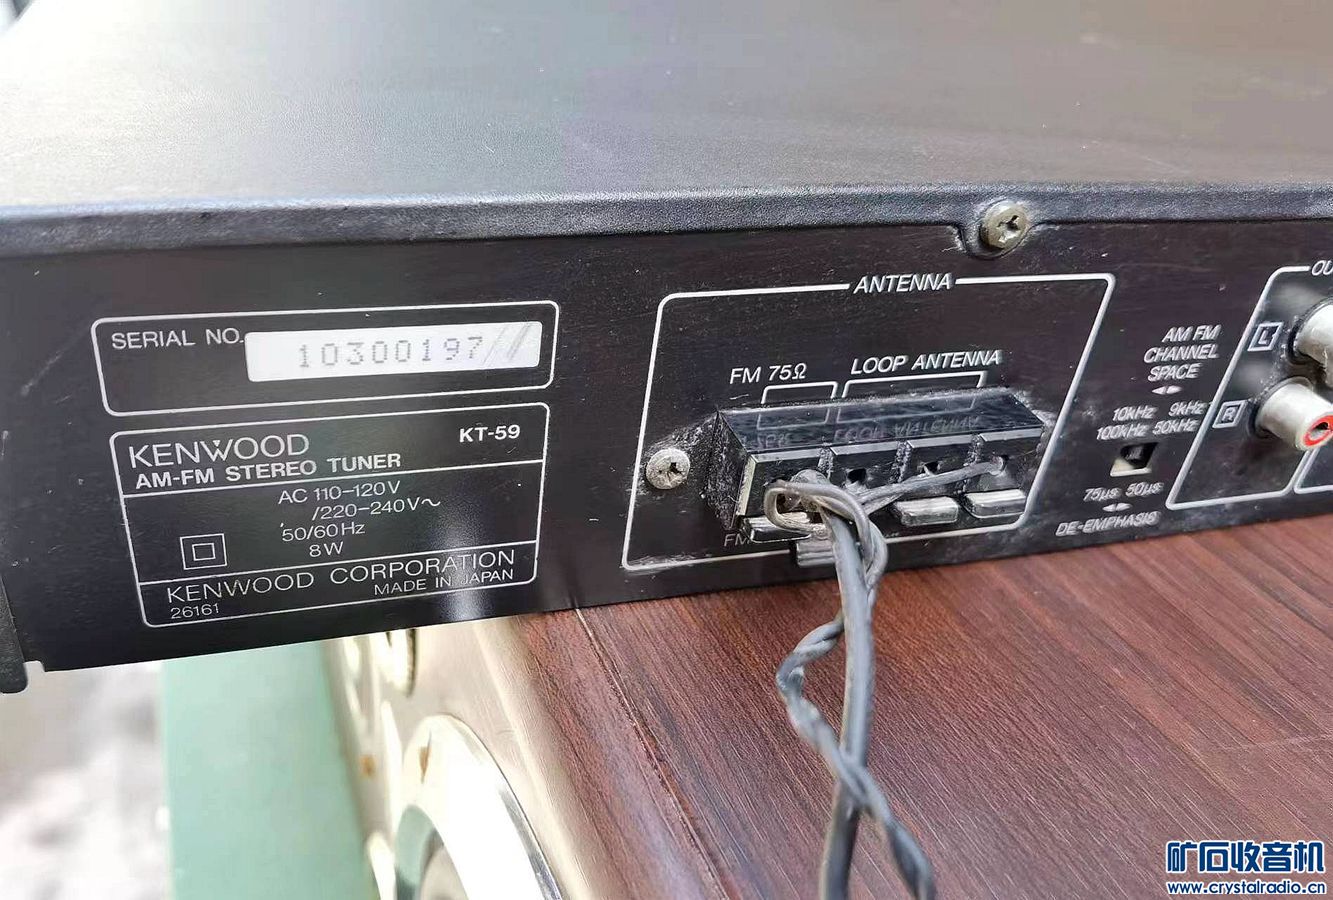 SERIAL NO.
10300197//
KENWOOD
KT-59
AM-FM STEREO TUNER
AC 110-120V
/220-240V~
50/60Hz
8W
KENWOOD CORPORATION
26161
MADE IN JAPAN
ANTENNA
FM 75Ω
LOOP ANTENNA
FM
AM FM
CHANNEL
SPACE
10kHz 9kHz
100kHz 50kHz
75µs 50µs
DE-EMPHASIS
OU
L
R
矿石收音机
www.crystalradio.cn